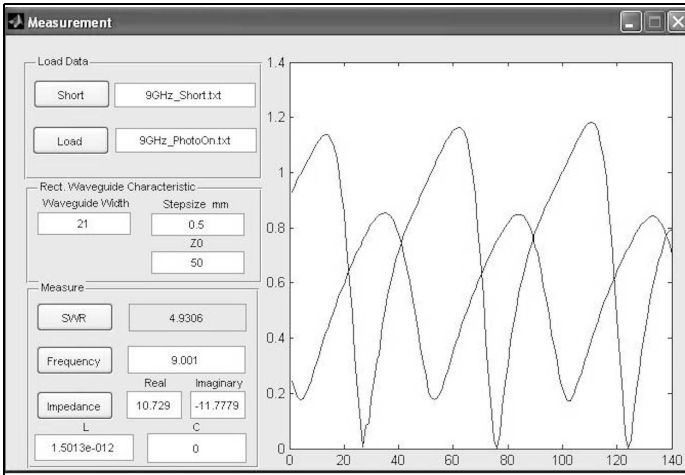 Measurement
Load Data
Short 9GHz_Short.txt
Load 9GHz_PhotoOn.txt
Rect. Waveguide Characteristic
Waveguide Width Stepsize mm
21 0.5
Z0
50
Measure
SWR 4.9306
Frequency 9.001
Real Imaginary
Impedance 10.729 -11.7779
L C
1.5013e-012 0
1.4
1.2
1
0.8
0.6
0.4
0.2
0
0 20 40 60 80 100 120 140